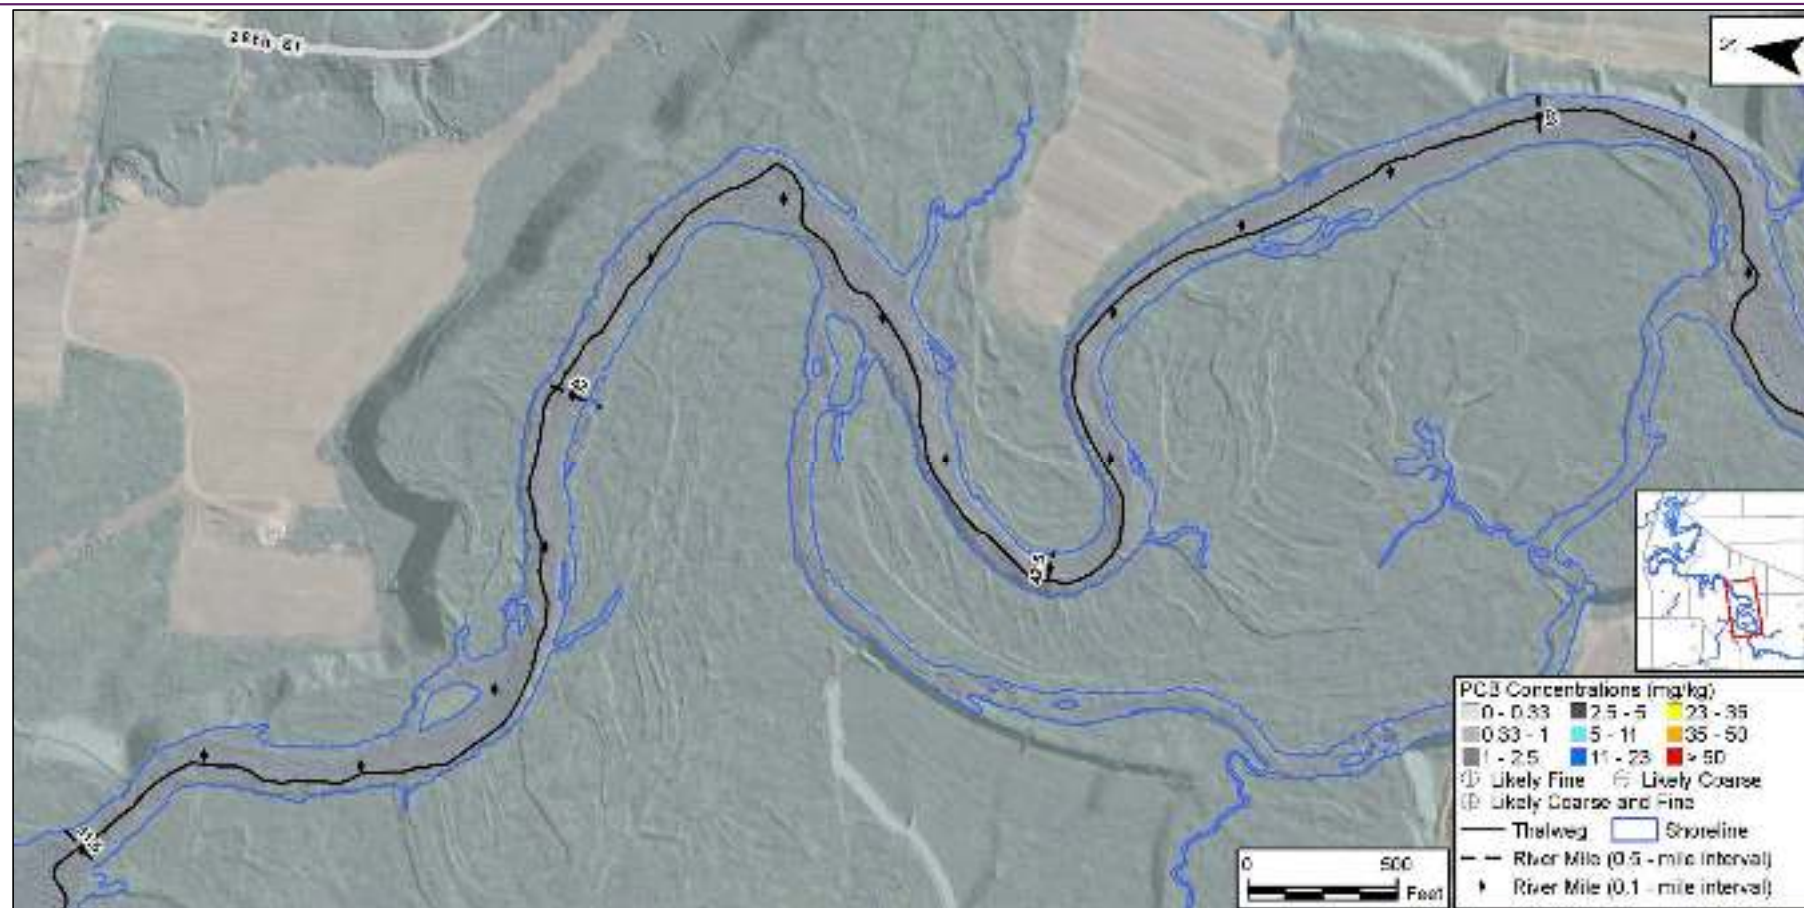 28th St
42
42.5
PCB Concentrations (mg/kg)
0 - 0.33
2.5 - 5
23 - 35
0.33 - 1
5 - 11
35 - 50
1 - 2.5
11 - 23
> 50
Likely Fine
Likely Coarse
Likely Coarse and Fine
Thalweg
Shoreline
River Mile (0.5 - mile interval)
River Mile (0.1 - mile interval)
0
500
Feet